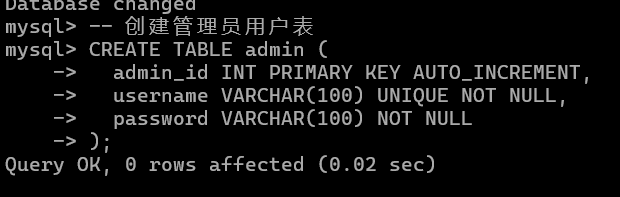 Database changed
mysql> -- 创建管理员用户表
mysql> CREATE TABLE admin (
    ->   admin_id INT PRIMARY KEY AUTO_INCREMENT,
    ->   username VARCHAR(100) UNIQUE NOT NULL,
    ->   password VARCHAR(100) NOT NULL
    -> );
Query OK, 0 rows affected (0.02 sec)